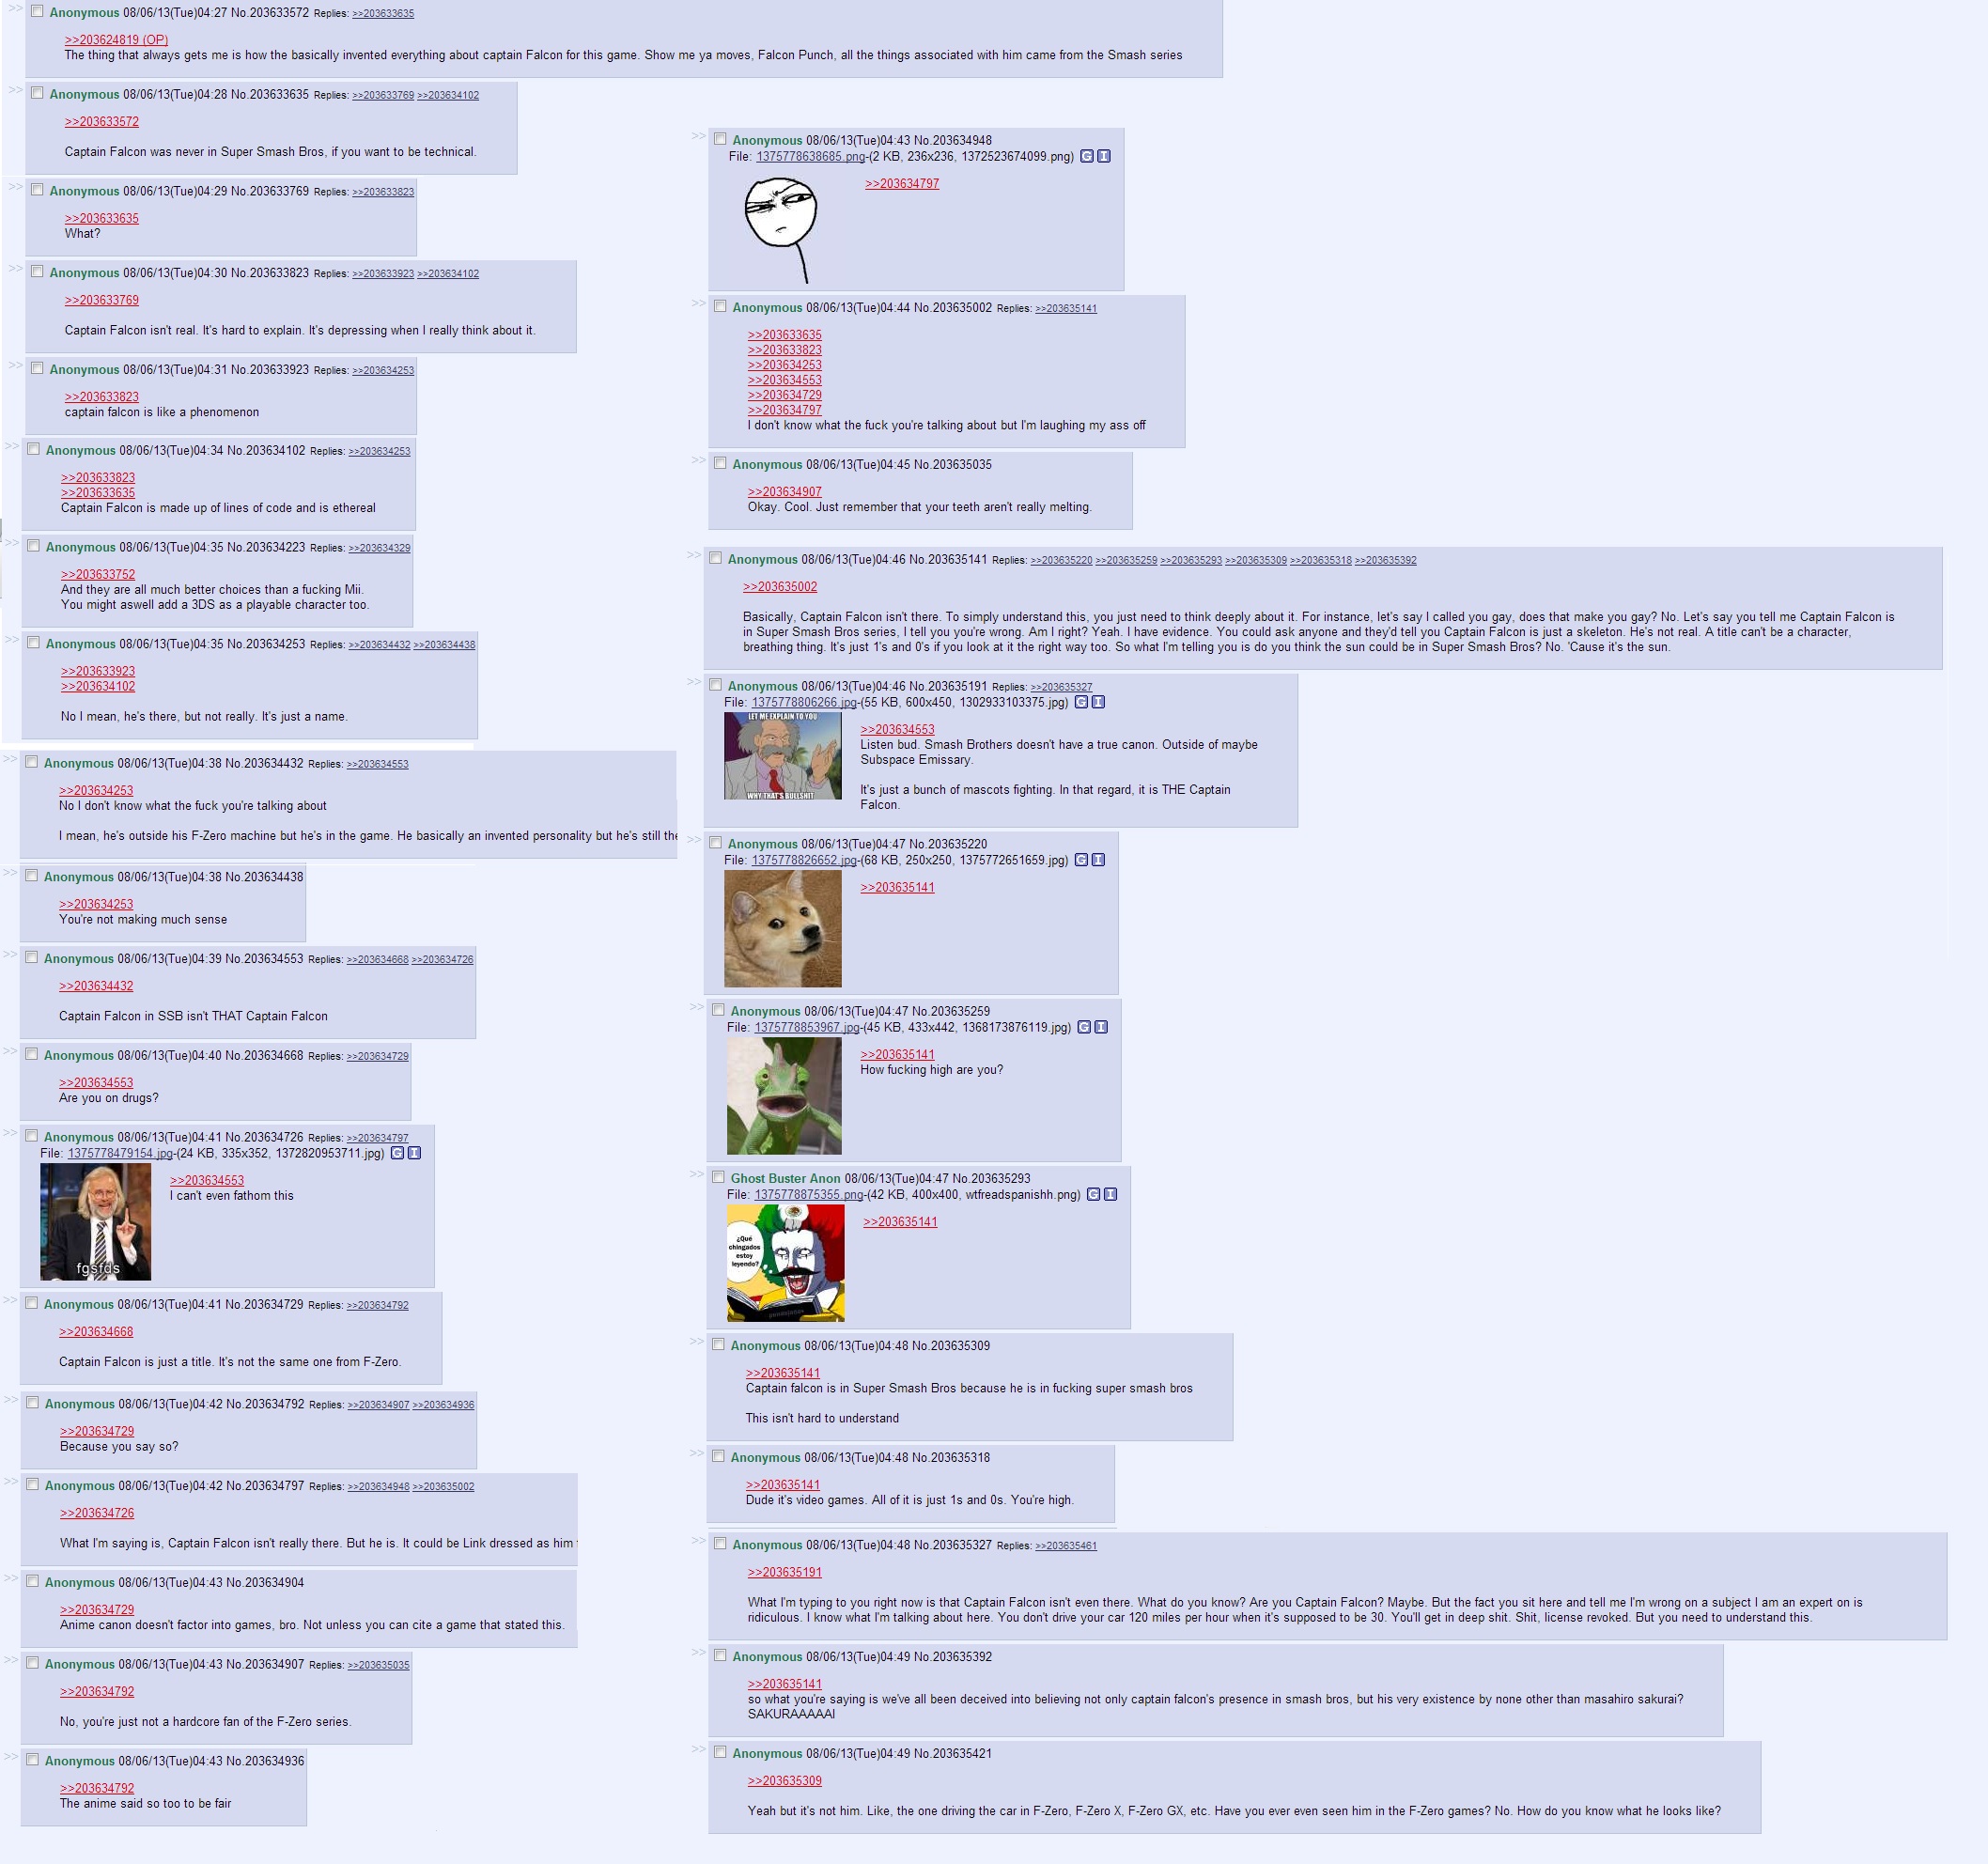 >> Anonymous 08/06/13(Tue)04:27 No.203633572 Replies: >>203633635
>>203624819 (OP)
The thing that always gets me is how the basically invented everything about captain Falcon for this game. Show me ya moves, Falcon Punch, all the things associated with him came from the Smash series
>> Anonymous 08/06/13(Tue)04:28 No.203633635 Replies: >>203633769 >>203634102
>>203633572
Captain Falcon was never in Super Smash Bros, if you want to be technical.
>> Anonymous 08/06/13(Tue)04:29 No.203633769 Replies: >>203633823
>>203633635
What?
>> Anonymous 08/06/13(Tue)04:30 No.203633823 Replies: >>203633923 >>203634102
>>203633769
Captain Falcon isn't real. It's hard to explain. It's depressing when I really think about it.
>> Anonymous 08/06/13(Tue)04:31 No.203633923 Replies: >>203634253
>>203633823
captain falcon is like a phenomenon
>> Anonymous 08/06/13(Tue)04:34 No.203634102 Replies: >>203634253
>>203633823
>>203633635
Captain Falcon is made up of lines of code and is ethereal
>> Anonymous 08/06/13(Tue)04:35 No.203634223 Replies: >>203634329
>>203633752
And they are all much better choices than a fucking Mii.
You might aswell add a 3DS as a playable character too.
>> Anonymous 08/06/13(Tue)04:35 No.203634253 Replies: >>203634432 >>203634438
>>203633923
>>203634102
No I mean, he's there, but not really. It's just a name.
>> Anonymous 08/06/13(Tue)04:38 No.203634432 Replies: >>203634553
>>203634253
No I don't know what the fuck you're talking about
I mean, he's outside his F-Zero machine but he's in the game. He basically an invented personality but he's still the
>> Anonymous 08/06/13(Tue)04:38 No.203634438
>>203634253
You're not making much sense
>> Anonymous 08/06/13(Tue)04:39 No.203634553 Replies: >>203634668 >>203634726
>>203634432
Captain Falcon in SSB isn't THAT Captain Falcon
>> Anonymous 08/06/13(Tue)04:40 No.203634668 Replies: >>203634729
>>203634553
Are you on drugs?
>> Anonymous 08/06/13(Tue)04:41 No.203634726 Replies: >>203634797
File: 1375778479154.jpg-(24 KB, 335x352, 1372820953711.jpg) G I
>>203634553
I can't even fathom this
fgsfds
>> Anonymous 08/06/13(Tue)04:41 No.203634729 Replies: >>203634792
>>203634668
Captain Falcon is just a title. It's not the same one from F-Zero.
>> Anonymous 08/06/13(Tue)04:42 No.203634792 Replies: >>203634907 >>203634936
>>203634729
Because you say so?
>> Anonymous 08/06/13(Tue)04:42 No.203634797 Replies: >>203634948 >>203635002
>>203634726
What I'm saying is, Captain Falcon isn't really there. But he is. It could be Link dressed as him
>> Anonymous 08/06/13(Tue)04:43 No.203634904
>>203634729
Anime canon doesn't factor into games, bro. Not unless you can cite a game that stated this.
>> Anonymous 08/06/13(Tue)04:43 No.203634907 Replies: >>203635035
>>203634792
No, you're just not a hardcore fan of the F-Zero series.
>> Anonymous 08/06/13(Tue)04:43 No.203634936
>>203634792
The anime said so too to be fair
>> Anonymous 08/06/13(Tue)04:43 No.203634948
File: 1375778638685.png-(2 KB, 236x236, 1372523674099.png) G I
>>203634797
>> Anonymous 08/06/13(Tue)04:44 No.203635002 Replies: >>203635141
>>203633635
>>203633823
>>203634253
>>203634553
>>203634729
>>203634797
I don't know what the fuck you're talking about but I'm laughing my ass off
>> Anonymous 08/06/13(Tue)04:45 No.203635035
>>203634907
Okay. Cool. Just remember that your teeth aren't really melting.
>> Anonymous 08/06/13(Tue)04:46 No.203635141 Replies: >>203635220 >>203635259 >>203635293 >>203635309 >>203635318 >>203635392
>>203635002
Basically, Captain Falcon isn't there. To simply understand this, you just need to think deeply about it. For instance, let's say I called you gay, does that make you gay? No. Let's say you tell me Captain Falcon is
in Super Smash Bros series, I tell you you're wrong. Am I right? Yeah. I have evidence. You could ask anyone and they'd tell you Captain Falcon is just a skeleton. He's not real. A title can't be a character,
breathing thing. It's just 1's and 0's if you look at it the right way too. So what I'm telling you is do you think the sun could be in Super Smash Bros? No. 'Cause it's the sun.
>> Anonymous 08/06/13(Tue)04:46 No.203635191 Replies: >>203635327
File: 1375778806266.jpg-(55 KB, 600x450, 1302933103375.jpg) G I
LET ME EXPLAIN TO YOU
WHY THAT'S BULLSHIT
>>203634553
Listen bud. Smash Brothers doesn't have a true canon. Outside of maybe
Subspace Emissary.
It's just a bunch of mascots fighting. In that regard, it is THE Captain
Falcon.
>> Anonymous 08/06/13(Tue)04:47 No.203635220
File: 1375778826652.jpg-(68 KB, 250x250, 1375772651659.jpg) G I
>>203635141
>> Anonymous 08/06/13(Tue)04:47 No.203635259
File: 1375778853967.jpg-(45 KB, 433x442, 1368173876119.jpg) G I
>>203635141
How fucking high are you?
>> Ghost Buster Anon 08/06/13(Tue)04:47 No.203635293
File: 1375778875355.png-(42 KB, 400x400, wtfreadspanishh.png) G I
>>203635141
¿Qué
chingados
estoy
leyendo?
>> Anonymous 08/06/13(Tue)04:48 No.203635309
>>203635141
Captain falcon is in Super Smash Bros because he is in fucking super smash bros
This isn't hard to understand
>> Anonymous 08/06/13(Tue)04:48 No.203635318
>>203635141
Dude it's video games. All of it is just 1s and 0s. You're high.
>> Anonymous 08/06/13(Tue)04:48 No.203635327 Replies: >>203635461
>>203635191
What I'm typing to you right now is that Captain Falcon isn't even there. What do you know? Are you Captain Falcon? Maybe. But the fact you sit here and tell me I'm wrong on a subject I am an expert on is
ridiculous. I know what I'm talking about here. You don't drive your car 120 miles per hour when it's supposed to be 30. You'll get in deep shit. Shit, license revoked. But you need to understand this.
>> Anonymous 08/06/13(Tue)04:49 No.203635392
>>203635141
so what you're saying is we've all been deceived into believing not only captain falcon's presence in smash bros, but his very existence by none other than masahiro sakurai?
SAKURAAAAAI
>> Anonymous 08/06/13(Tue)04:49 No.203635421
>>203635309
Yeah but it's not him. Like, the one driving the car in F-Zero, F-Zero X, F-Zero GX, etc. Have you ever even seen him in the F-Zero games? No. How do you know what he looks like?